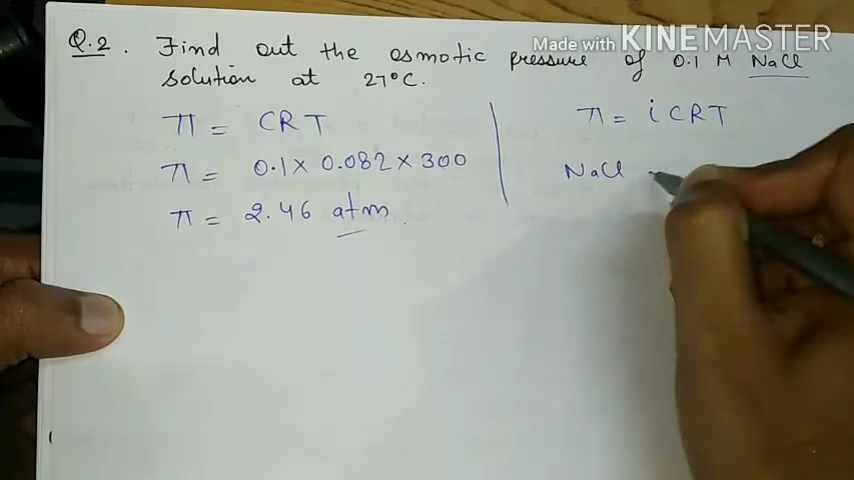 Made with KINEMASTER
Q.2. Find out the osmotic pressure of 0.1 M NaCl
solution at 27°C.
π = CRT
π = 0.1 × 0.082 × 300
π = 2.46 atm.
π = iCRT
NaCl